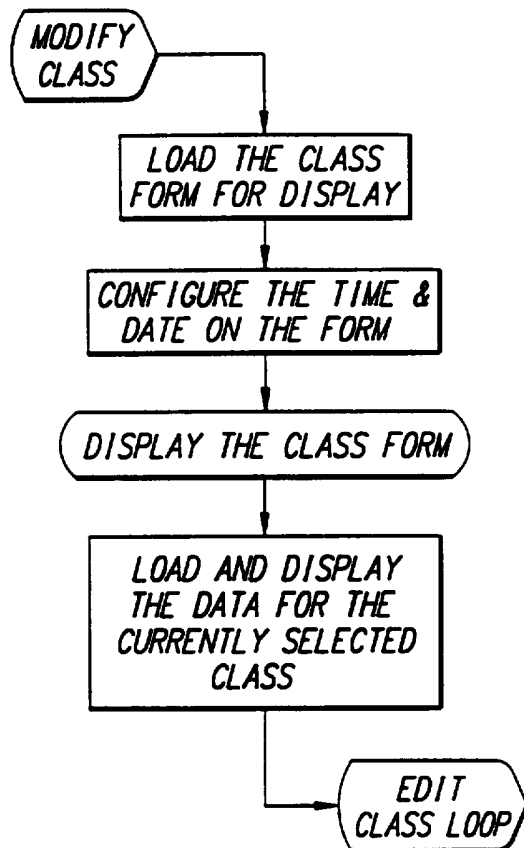 MODIFY
CLASS
LOAD THE CLASS
FORM FOR DISPLAY
CONFIGURE THE TIME &
DATE ON THE FORM
DISPLAY THE CLASS FORM
LOAD AND DISPLAY
THE DATA FOR THE
CURRENTLY SELECTED
CLASS
EDIT
CLASS LOOP